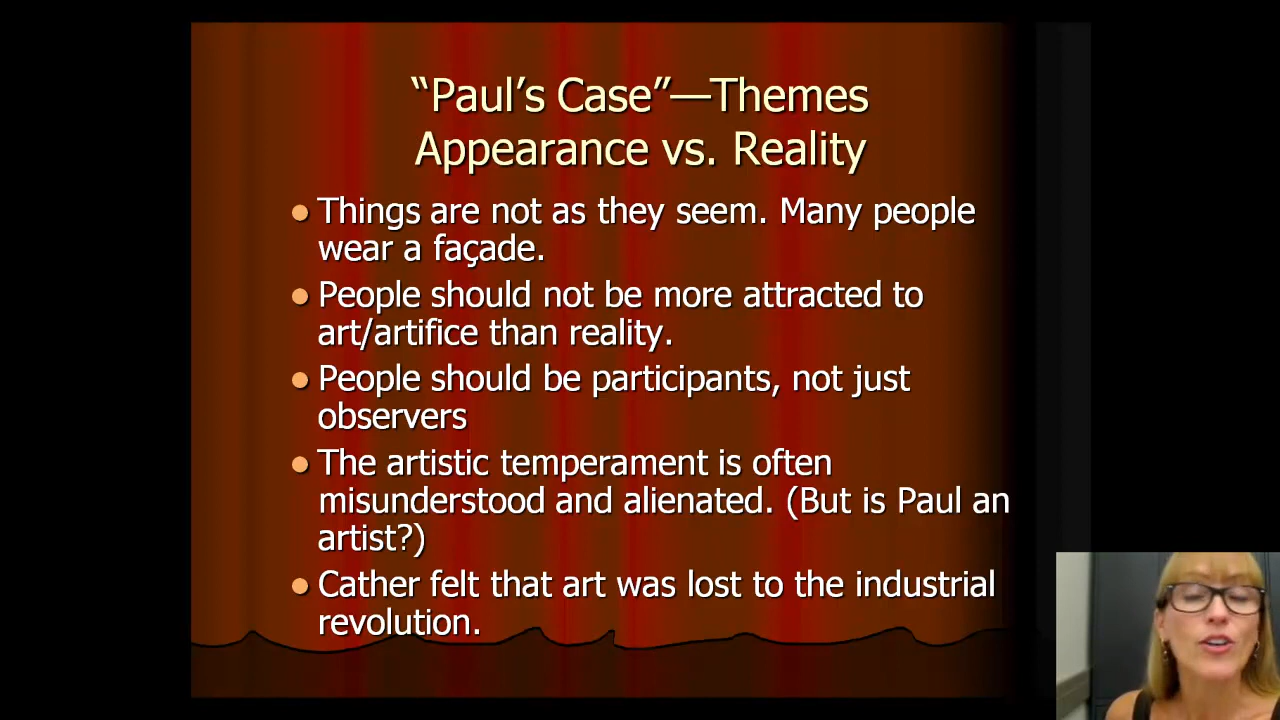 “Paul’s Case”—Themes
Appearance vs. Reality
● Things are not as they seem. Many people
wear a façade.
● People should not be more attracted to
art/artifice than reality.
● People should be participants, not just
observers
● The artistic temperament is often
misunderstood and alienated. (But is Paul an
artist?)
● Cather felt that art was lost to the industrial
revolution.